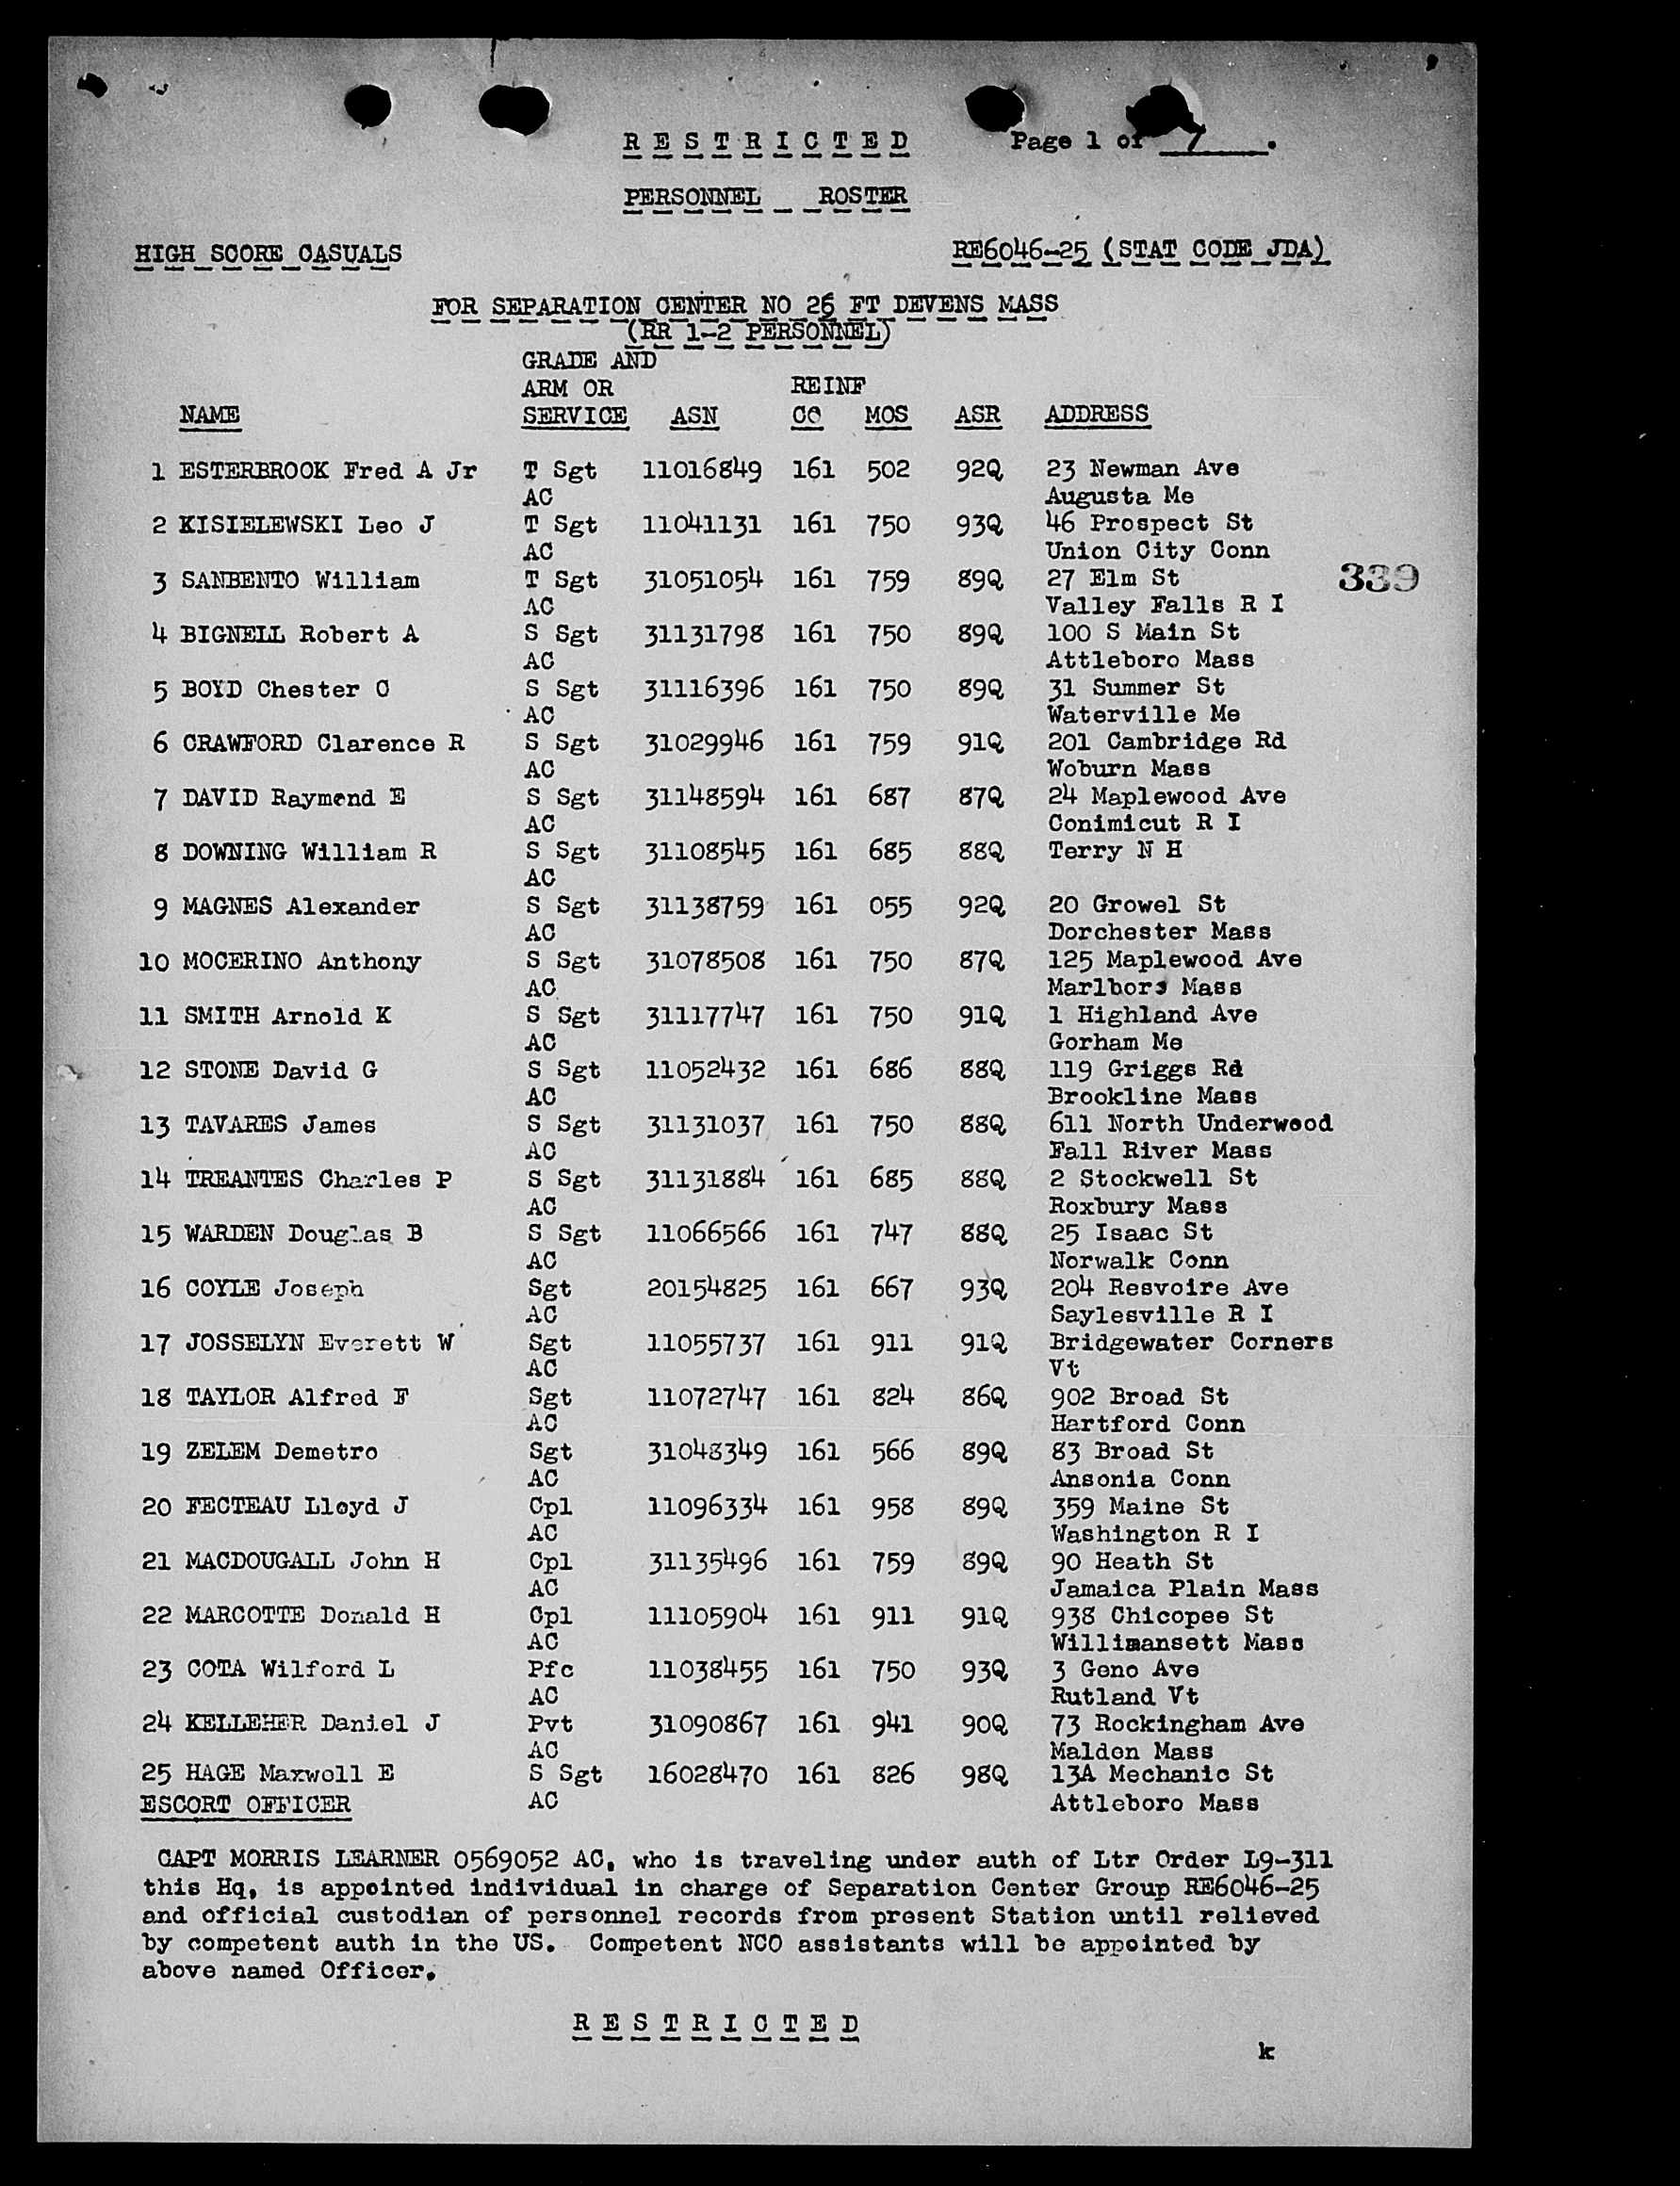 RESTRICTED Page 1 of 7.
PERSONNEL ROSTER
HIGH SCORE CASUALS RE6046-25 (STAT CODE JDA)
FOR SEPARATION CENTER NO 26 FT DEVENS MASS
(RR 1-2 PERSONNEL)
GRADE AND
ARM OR REINF
NAME SERVICE ASN CO MOS ASR ADDRESS
1 ESTERBROOK Fred A Jr T Sgt 11016849 161 502 92Q 23 Newman Ave
AC Augusta Me
2 KISIELEWSKI Leo J T Sgt 11041131 161 750 93Q 46 Prospect St
AC Union City Conn
3 SANBENTO William T Sgt 31051054 161 759 89Q 27 Elm St 339
AC Valley Falls R I
4 BIGNELL Robert A S Sgt 31131798 161 750 89Q 100 S Main St
AC Attleboro Mass
5 BOYD Chester C S Sgt 31116396 161 750 89Q 31 Summer St
AC Waterville Me
6 CRAWFORD Clarence R S Sgt 31029946 161 759 91Q 201 Cambridge Rd
AC Woburn Mass
7 DAVID Raymond E S Sgt 31148594 161 687 87Q 24 Maplewood Ave
AC Conimicut R I
8 DOWNING William R S Sgt 31108545 161 685 88Q Terry N H
AC
9 MAGNES Alexander S Sgt 31138759 161 055 92Q 20 Growel St
AC Dorchester Mass
10 MOCERINO Anthony S Sgt 31078508 161 750 87Q 125 Maplewood Ave
AC Marlboro Mass
11 SMITH Arnold K S Sgt 31117747 161 750 91Q 1 Highland Ave
AC Gorham Me
12 STONE David G S Sgt 11052432 161 686 88Q 119 Griggs Rd
AC Brookline Mass
13 TAVARES James S Sgt 31131037 161 750 88Q 611 North Underwood
AC Fall River Mass
14 TREANTES Charles P S Sgt 31131884 161 685 88Q 2 Stockwell St
AC Roxbury Mass
15 WARDEN Douglas B S Sgt 11066566 161 747 88Q 25 Isaac St
AC Norwalk Conn
16 COYLE Joseph Sgt 20154825 161 667 93Q 204 Resvoire Ave
AC Saylesville R I
17 JOSSELYN Everett W Sgt 11055737 161 911 91Q Bridgewater Corners
AC Vt
18 TAYLOR Alfred F Sgt 11072747 161 824 86Q 902 Broad St
AC Hartford Conn
19 ZELEM Demetro Sgt 31048349 161 566 89Q 83 Broad St
AC Ansonia Conn
20 FECTEAU Lloyd J Cpl 11096334 161 958 89Q 359 Maine St
AC Washington R I
21 MACDOUGALL John H Cpl 31135496 161 759 89Q 90 Heath St
AC Jamaica Plain Mass
22 MARCOTTE Donald H Cpl 11105904 161 911 91Q 938 Chicopee St
AC Willimansett Mass
23 COTA Wilford L Pfc 11038455 161 750 93Q 3 Geno Ave
AC Rutland Vt
24 KELLEHER Daniel J Pvt 31090867 161 941 90Q 73 Rockingham Ave
AC Malden Mass
25 HAGE Maxwell E S Sgt 16028470 161 826 98Q 13A Mechanic St
ESCORT OFFICER AC Attleboro Mass
CAPT MORRIS LEARNER 0569052 AC, who is traveling under auth of Ltr Order L9-311
this Hq, is appointed individual in charge of Separation Center Group RE6046-25
and official custodian of personnel records from present Station until relieved
by competent auth in the US. Competent NCO assistants will be appointed by
above named Officer.
RESTRICTED
k